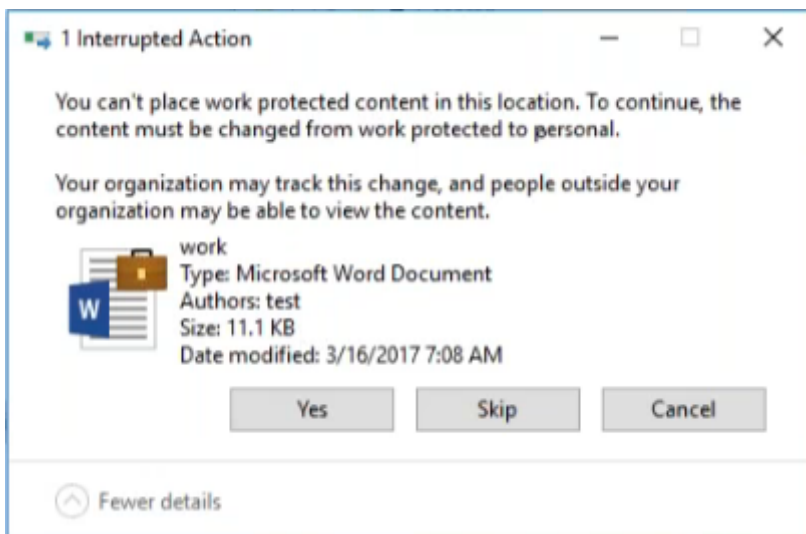 1 Interrupted Action
You can't place work protected content in this location. To continue, the
content must be changed from work protected to personal.
Your organization may track this change, and people outside your
organization may be able to view the content.
work
Type: Microsoft Word Document
W
Authors: test
Size: 11.1 KB
Date modified: 3/16/2017 7:08 AM
Yes Skip Cancel
Fewer details